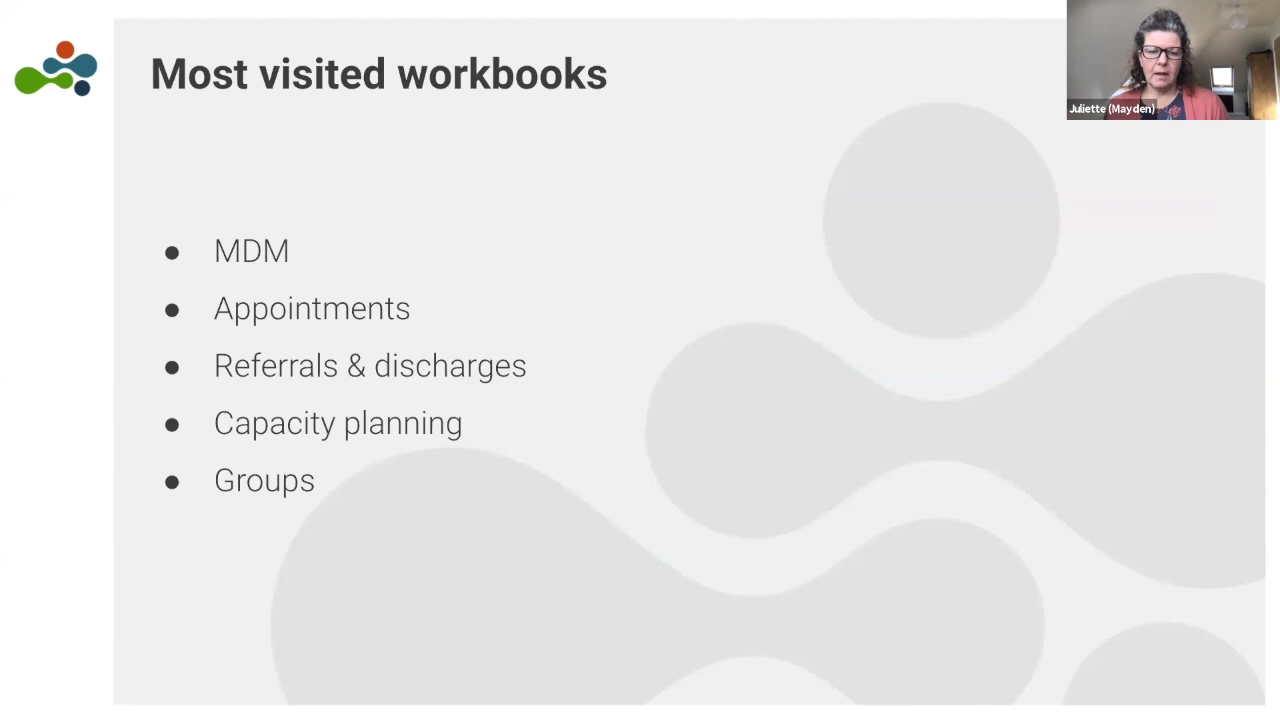 Most visited workbooks
Juliette (Mayden)
● MDM
● Appointments
● Referrals & discharges
● Capacity planning
● Groups